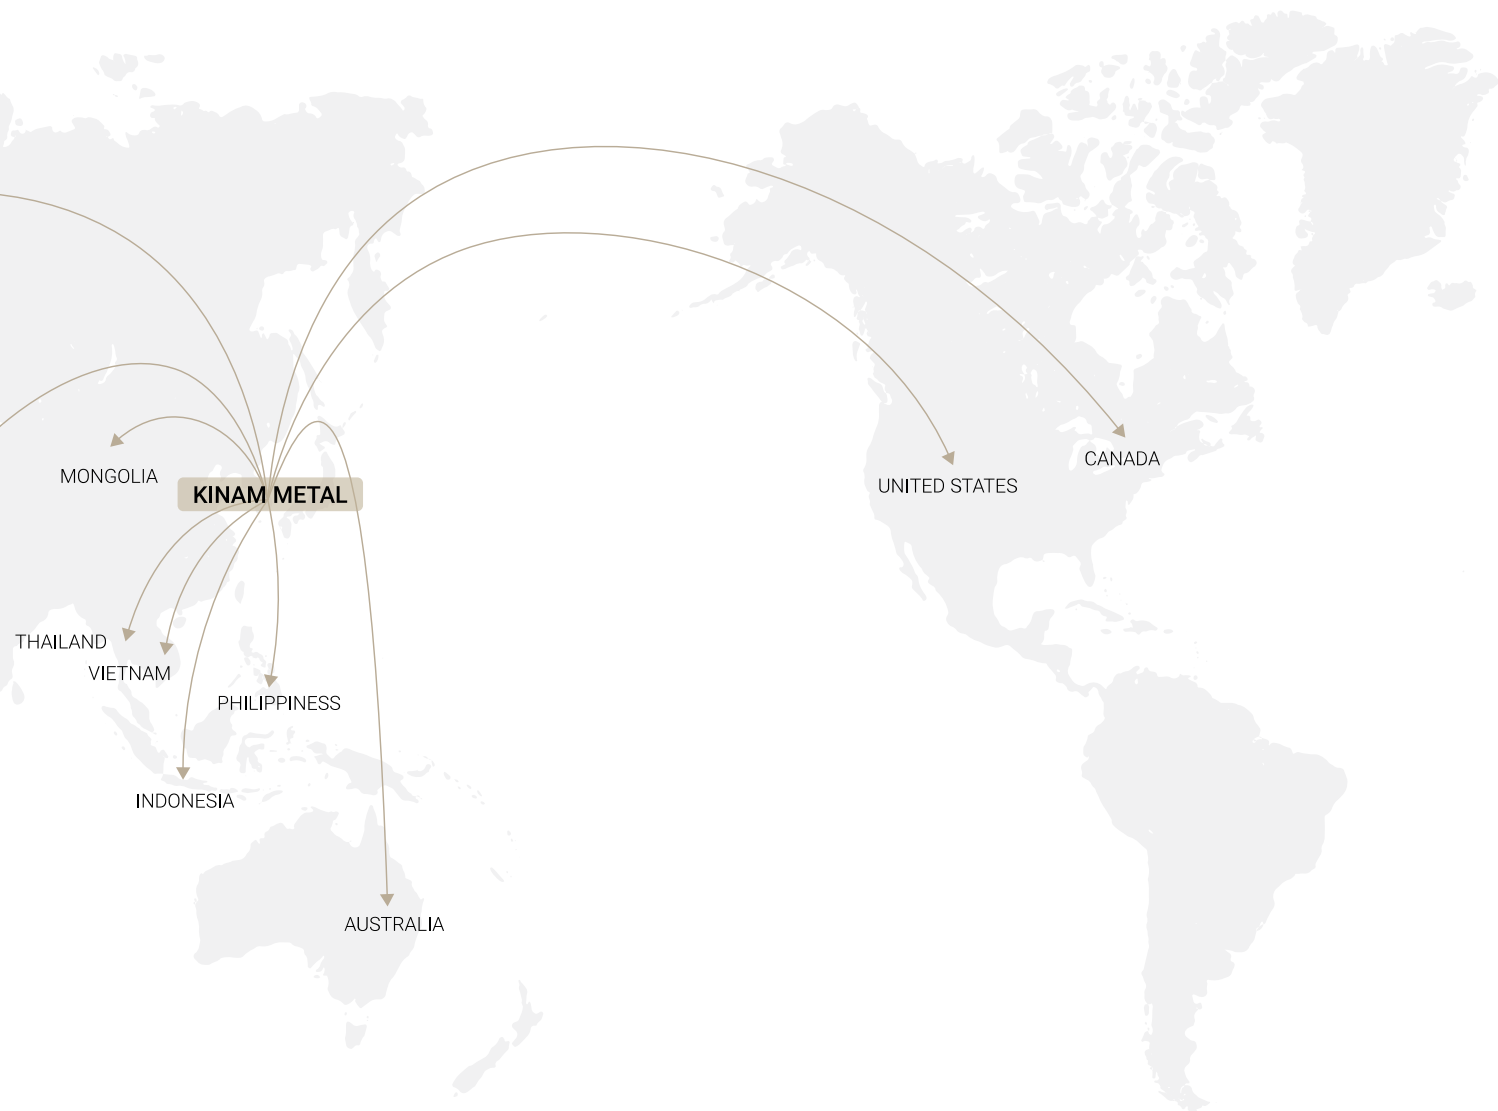 CANADA
MONGOLIA
UNITED STATES
KINAM METAL
THAILAND
VIETNAM
PHILIPPINESS
INDONESIA
AUSTRALIA